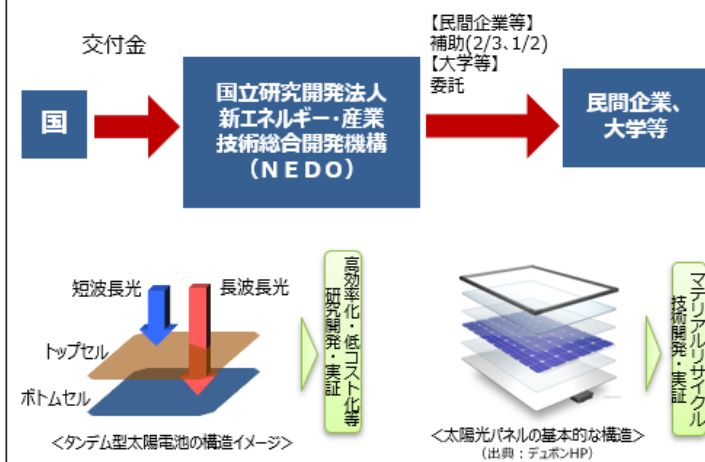 交付金
【民間企業等】
補助(2/3、1/2)
【大学等】
委託
国
国立研究開発法人
新エネルギー・産業
技術総合開発機構
（ＮＥＤＯ）
民間企業、
大学等
短波長光
長波長光
トップセル
ボトムセル
高効率化・低コスト化等
研究開発・実証
＜タンデム型太陽電池の構造イメージ＞
マテリアルリサイクル
技術開発・実証
＜太陽光パネルの基本的な構造＞
（出典：デュポンHP）